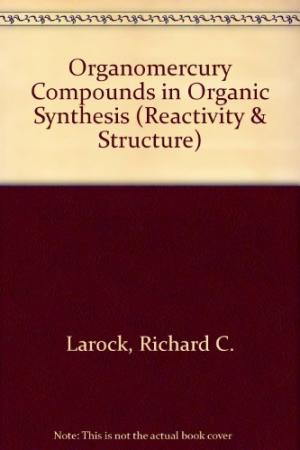 Organomercury
Compounds in Organic
Synthesis (Reactivity &
Structure)
Larock, Richard C.
Note: This is not the actual book cover